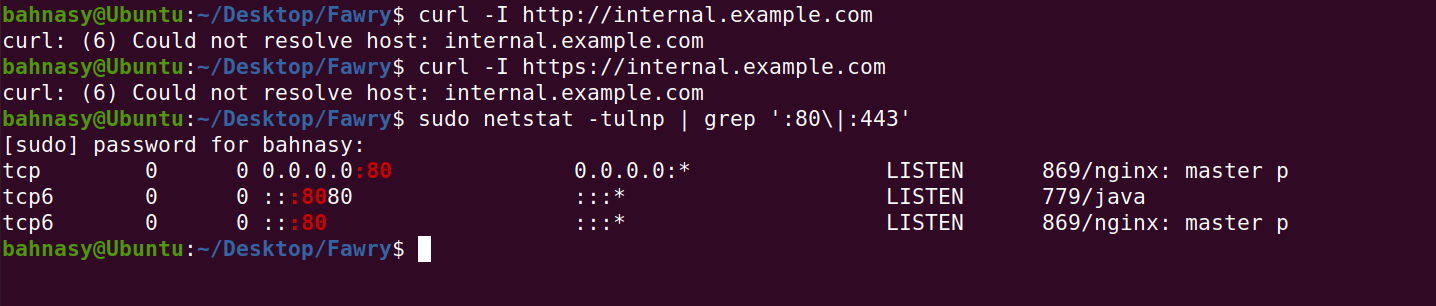 bahnasy@Ubuntu:~/Desktop/Fawry$ curl -I http://internal.example.com
curl: (6) Could not resolve host: internal.example.com
bahnasy@Ubuntu:~/Desktop/Fawry$ curl -I https://internal.example.com
curl: (6) Could not resolve host: internal.example.com
bahnasy@Ubuntu:~/Desktop/Fawry$ sudo netstat -tulnp | grep ':80\|:443'
[sudo] password for bahnasy:
tcp        0      0 0.0.0.0:80              0.0.0.0:*               LISTEN      869/nginx: master p
tcp6       0      0 :::8080                 :::*                    LISTEN      779/java
tcp6       0      0 :::80                   :::*                    LISTEN      869/nginx: master p
bahnasy@Ubuntu:~/Desktop/Fawry$